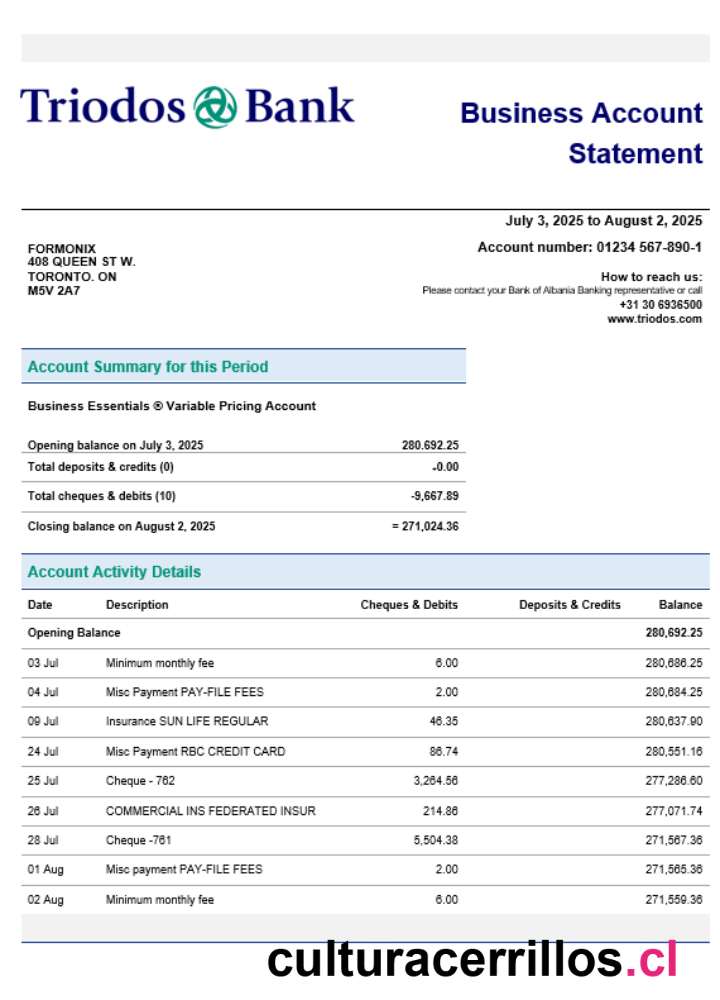 Triodos Bank
Business Account
Statement
July 3, 2025 to August 2, 2025
Account number: 01234 567-890-1
FORMONIX
408 QUEEN ST W.
TORONTO. ON
M5V 2A7
How to reach us:
Please contact your Bank of Albania Banking representative or call
+31 30 6936500
www.triodos.com
Account Summary for this Period
Business Essentials ® Variable Pricing Account
Opening balance on July 3, 2025 280.692.25
Total deposits & credits (0) -0.00
Total cheques & debits (10) -9,667.89
Closing balance on August 2, 2025 = 271,024.36
Account Activity Details
Date Description Cheques & Debits Deposits & Credits Balance
Opening Balance 280,692.25
03 Jul Minimum monthly fee 6.00 280,686.25
04 Jul Misc Payment PAY-FILE FEES 2.00 280,684.25
09 Jul Insurance SUN LIFE REGULAR 46.35 280,637.90
24 Jul Misc Payment RBC CREDIT CARD 86.74 280,551.16
25 Jul Cheque - 762 3,264.56 277,286.60
26 Jul COMMERCIAL INS FEDERATED INSUR 214.86 277,071.74
28 Jul Cheque -761 5,504.38 271,567.36
01 Aug Misc payment PAY-FILE FEES 2.00 271,565.36
02 Aug Minimum monthly fee 6.00 271,559.36
culturacerrillos.cl